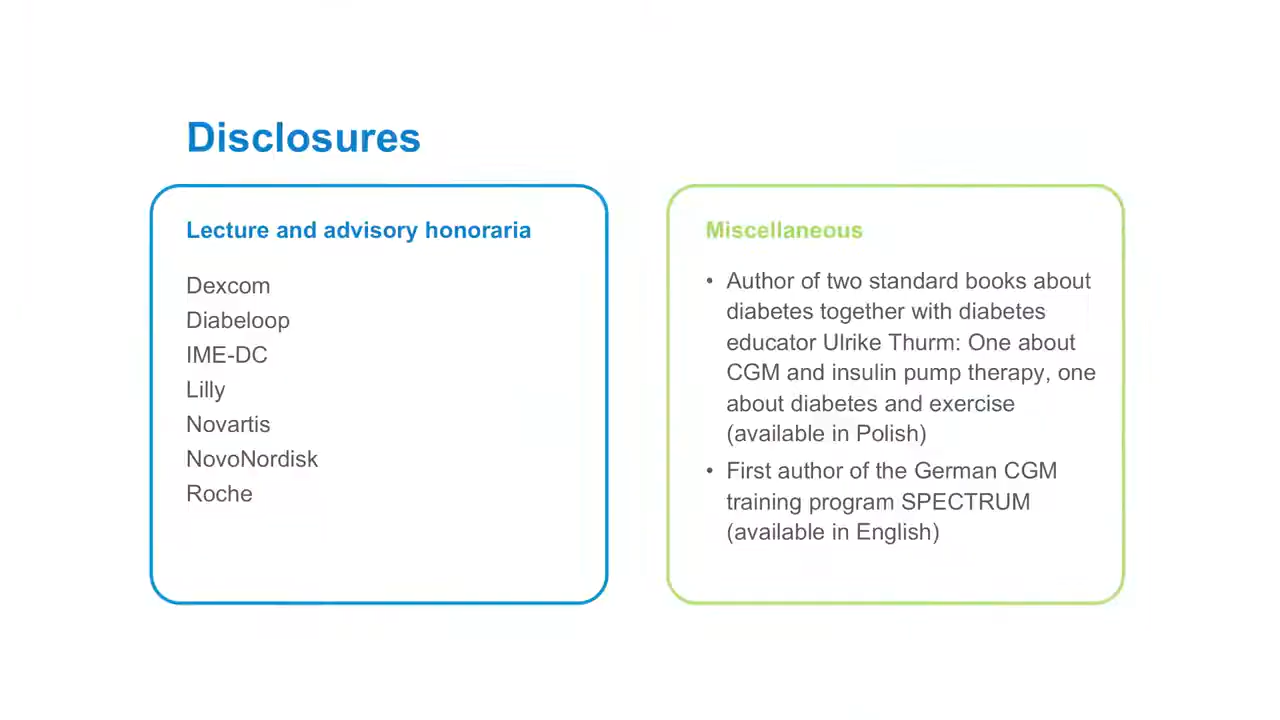 Disclosures
Lecture and advisory honoraria
Dexcom
Diabeloop
IME-DC
Lilly
Novartis
NovoNordisk
Roche
Miscellaneous
• Author of two standard books about
diabetes together with diabetes
educator Ulrike Thurm: One about
CGM and insulin pump therapy, one
about diabetes and exercise
(available in Polish)
• First author of the German CGM
training program SPECTRUM
(available in English)